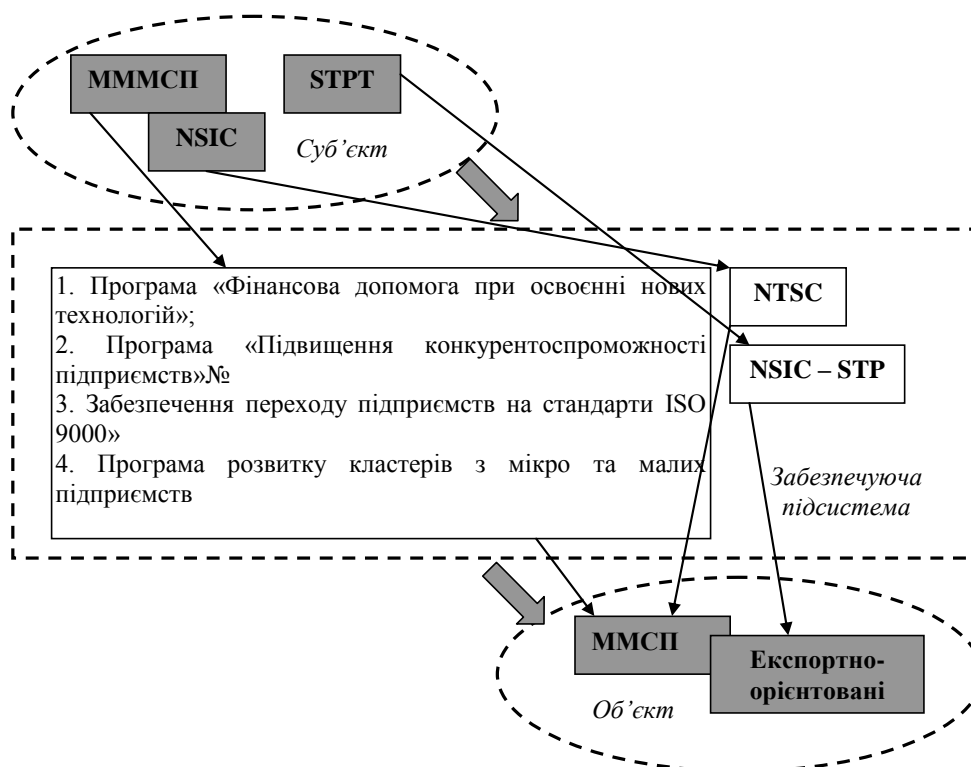 МММСП
STPT
NSIC
Суб’єкт
1. Програма «Фінансова допомога при освоєнні нових
технологій»;
2. Програма «Підвищення конкурентоспроможності
підприємств»№
3. Забезпечення переходу підприємств на стандарти ISO
9000»
4. Програма розвитку кластерів з мікро та малих
підприємств
NTSC
NSIC – STP
Забезпечуюча
підсистема
ММСП
Експортно-
орієнтовані
Об’єкт